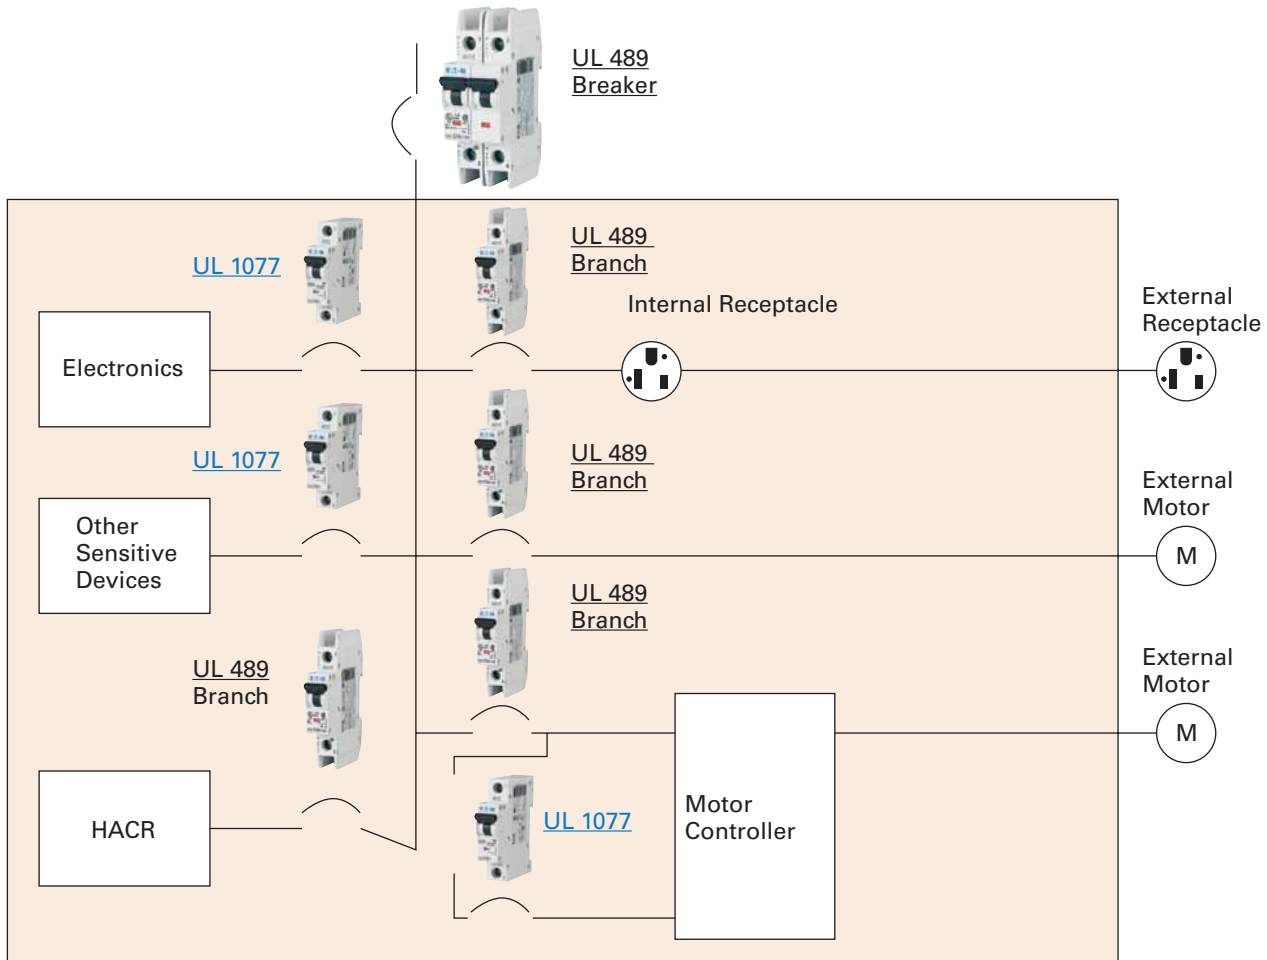 UL 489
Breaker
UL 1077
UL 489
Branch
Internal Receptacle
External
Receptacle
Electronics
UL 1077
UL 489
Branch
External
Motor
M
Other
Sensitive
Devices
UL 489
Branch
UL 489
Branch
External
Motor
M
HACR
UL 1077
Motor
Controller